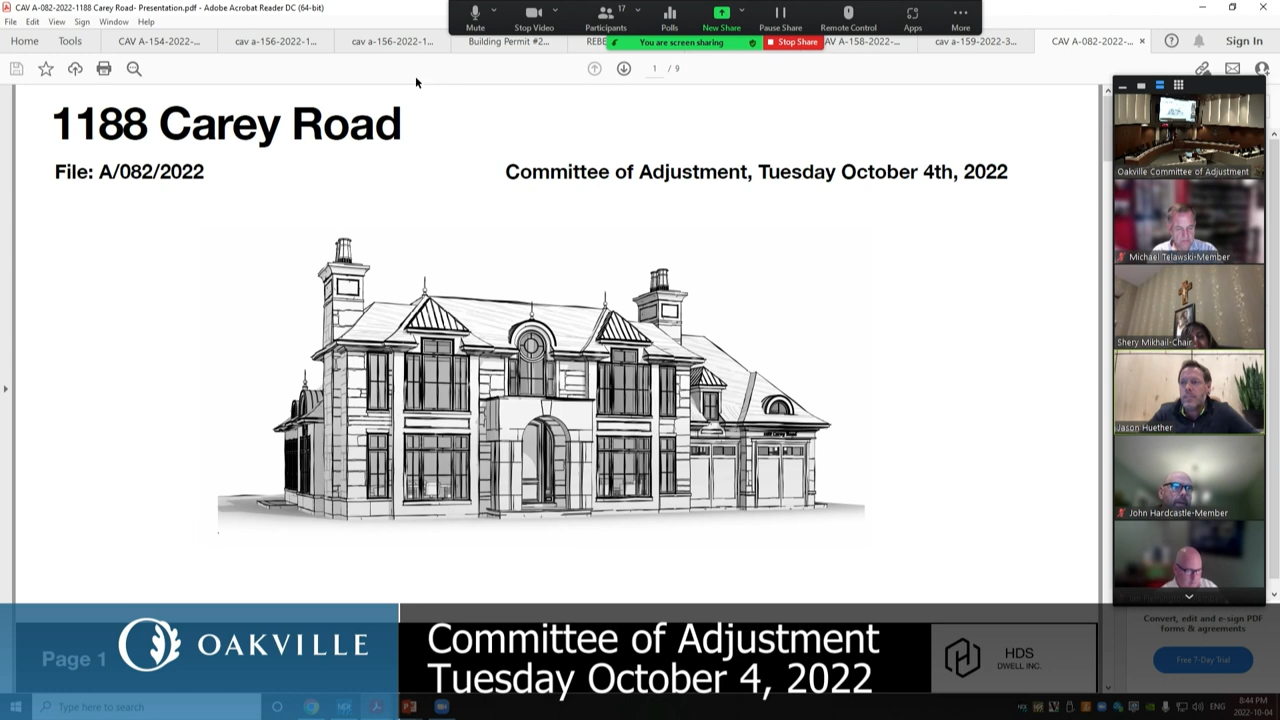 CAV A-082-2022-1188 Carey Road- Presentation.pdf - Adobe Acrobat Reader DC (64-bit)
File Edit View Sign Window Help
Mute
Stop Video
17
Participants
Polls
New Share
Pause Share
Remote Control
Apps
More
You are screen sharing
Stop Share
Home
154-2022-...
cav a-156-2022-1...
cav a-156-2022-1...
Building Permit #2...
AV A-158-2022-...
cav a-159-2022-3...
CAV A-082-2022-...
Sign In
1 / 9
1188 Carey Road
File: A/082/2022
Committee of Adjustment, Tuesday October 4th, 2022
Oakville Committee of Adjustment
Michael Telawski-Member
Shery Mikhail-Chair
Jason Huether
John Hardcastle-Member
Convert, edit and e-sign PDF
forms & agreements
Free 7-Day Trial
Page 1
OAKVILLE
Committee of Adjustment
Tuesday October 4, 2022
HDS
DWELL INC.
Type here to search
ENG
8:44 PM
2022-10-04